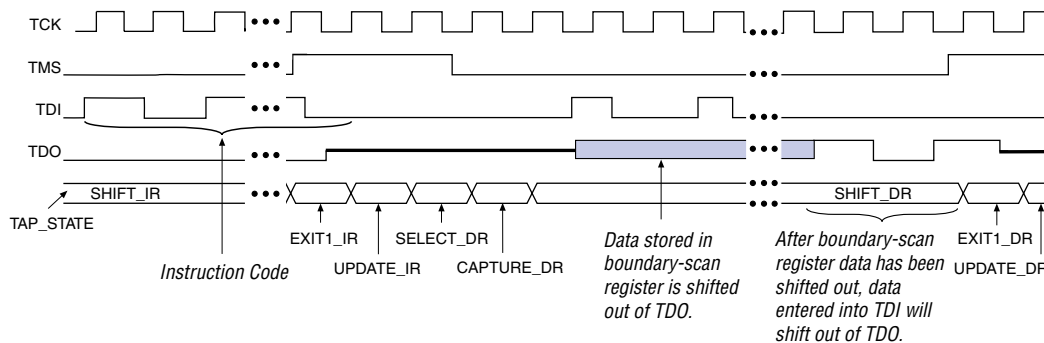 TCK
TMS
TDI
TDO
SHIFT_IR
SHIFT_DR
TAP_STATE
EXIT1_IR
SELECT_DR
EXIT1_DR
UPDATE_IR
CAPTURE_DR
UPDATE_DR
Instruction Code
Data stored in
boundary-scan
register is shifted
out of TDO.
After boundary-scan
register data has been
shifted out, data
entered into TDI will
shift out of TDO.